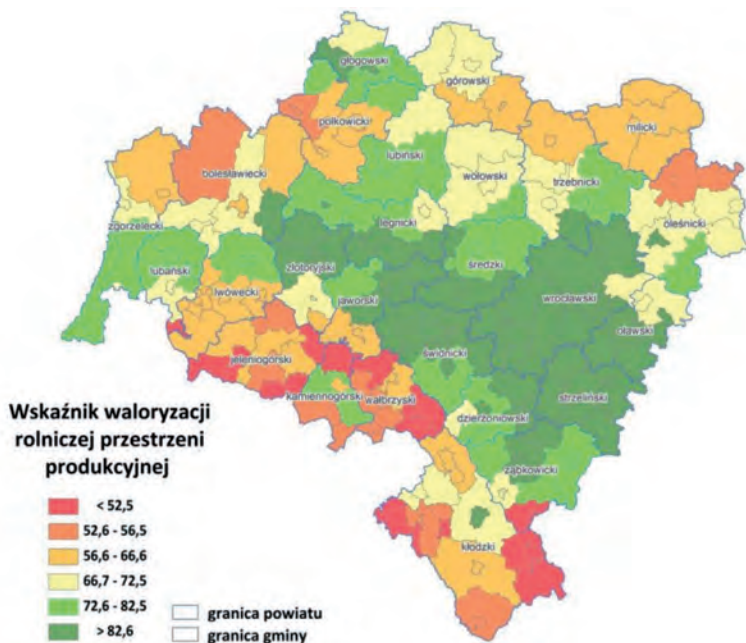 głogowski
górowski
polkowicki
milicki
bolesławiecki
lubiński
wołowski
trzebnicki
zgorzelecki
legnicki
oleśnicki
lubański
złotoryjski
średzki
lwówecki
jaworski
wrocławski
oławski
jeleniogórski
świdnicki
kamiennogórski
wałbrzyski
strzeliński
dzierżoniowski
ząbkowicki
kłodzki
Wskaźnik waloryzacji
rolniczej przestrzeni
produkcyjnej
< 52,5
52,6 - 56,5
56,6 - 66,6
66,7 - 72,5
72,6 - 82,5
> 82,6
granica powiatu
granica gminy